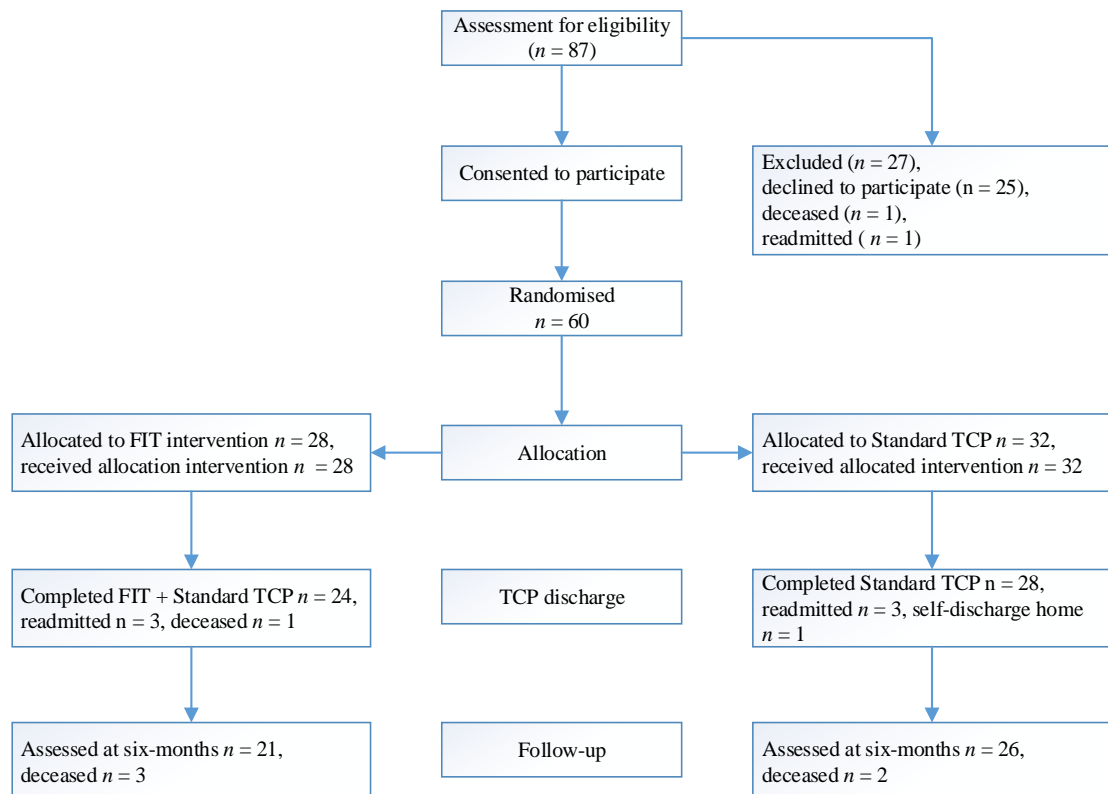 Assessment for eligibility
(n = 87)
Consented to participate
Excluded (n = 27),
declined to participate (n = 25),
deceased (n = 1),
readmitted ( n = 1)
Randomised
n = 60
Allocated to FIT intervention n = 28,
received allocation intervention n = 28
Allocation
Allocated to Standard TCP n = 32,
received allocated intervention n = 32
Completed FIT + Standard TCP n = 24,
readmitted n = 3, deceased n = 1
TCP discharge
Completed Standard TCP n = 28,
readmitted n = 3, self-discharge home
n = 1
Assessed at six-months n = 21,
deceased n = 3
Follow-up
Assessed at six-months n = 26,
deceased n = 2